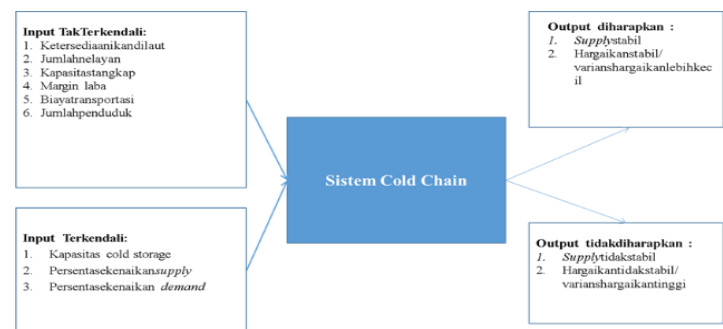 Input TakTerkendali:
1. Ketersediaanikandilaut
2. Jumlahnelayan
3. Kapasitastangkap
4. Margin laba
5. Biayatransportasi
6. Jumlahpenduduk
Input Terkendali:
1. Kapasitas cold storage
2. Persentasekenaikansupply
3. Persentasekenaikan demand
Sistem Cold Chain
Output diharapkan :
1. Supplystabil
2. Hargaikanstabil/
varianshargaikanlebihkec
il
Output tidakdiharapkan :
1. Supplytidakstabil
2. Hargaikantidakstabil/
varianshargaikantinggi